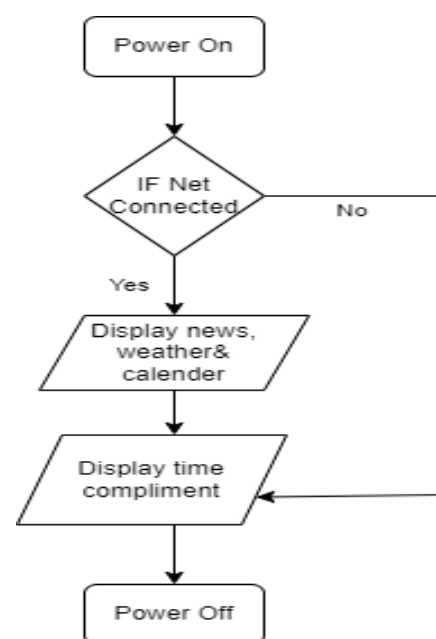 Power On
IF Net
Connected
No
Yes
Display news,
weather&
calender
Display time
compliment
Power Off